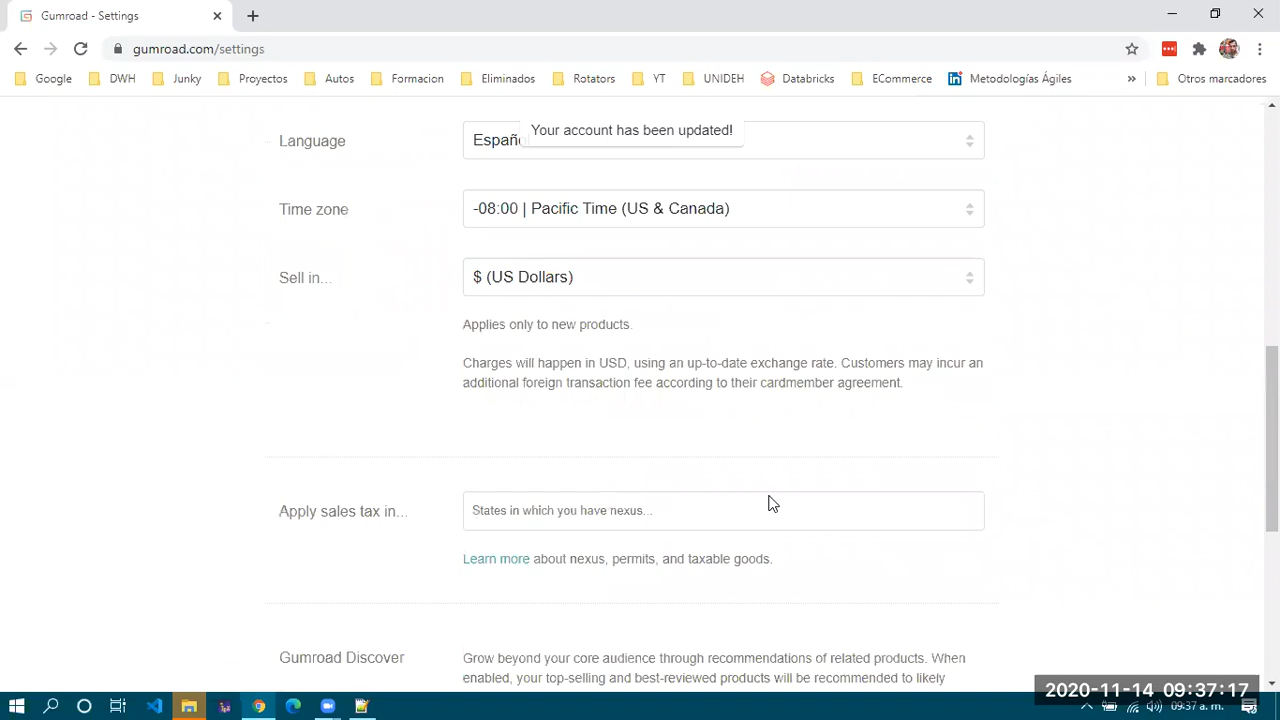 Gumroad - Settings
gumroad.com/settings
Google DWH Junky Proyectos Autos Formacion Eliminados Rotators YT UNIDEH Databricks ECommerce Metodologías Ágiles » Otros marcadores
Your account has been updated!
Language Españo
Time zone -08:00 | Pacific Time (US & Canada)
Sell in... $ (US Dollars)
Applies only to new products.
Charges will happen in USD, using an up-to-date exchange rate. Customers may incur an
additional foreign transaction fee according to their cardmember agreement.
Apply sales tax in... States in which you have nexus...
Learn more about nexus, permits, and taxable goods.
Gumroad Discover Grow beyond your core audience through recommendations of related products. When
enabled, your top-selling and best-reviewed products will be recommended to likely
2020-11-14 09:37:17
09:37 a. m.